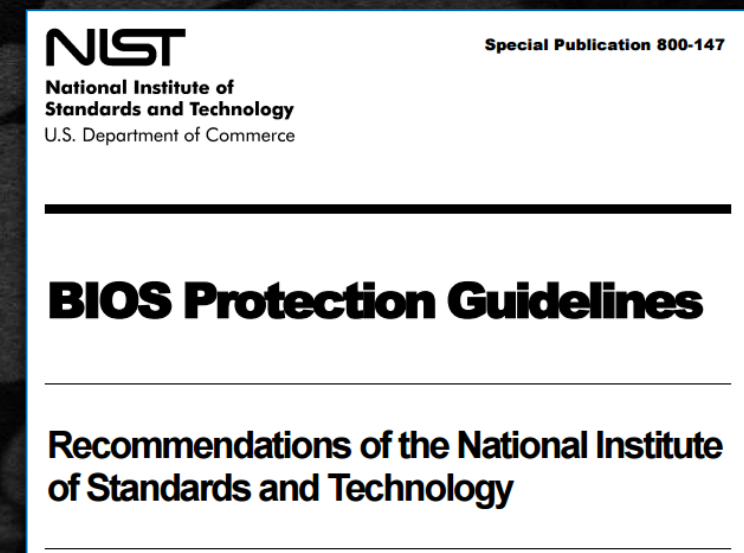 NIST
Special Publication 800-147
National Institute of
Standards and Technology
U.S. Department of Commerce
BIOS Protection Guidelines
Recommendations of the National Institute
of Standards and Technology